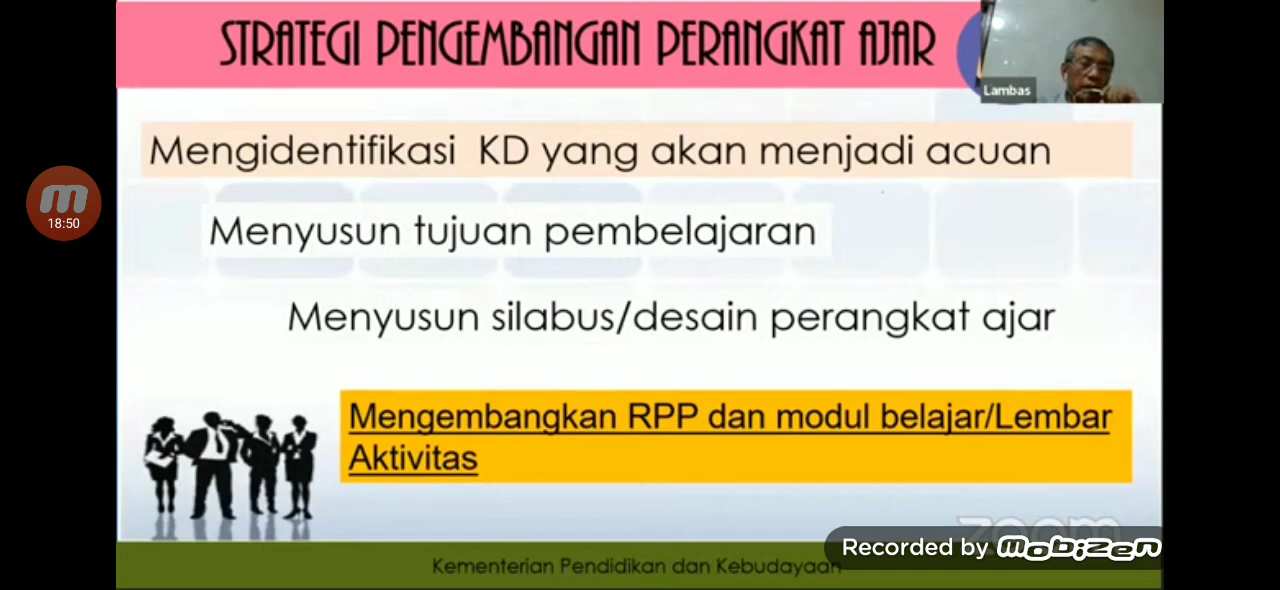 STRATEGI PENGEMBANGAN PERANGKAT AJAR
Lambas
Mengidentifikasi KD yang akan menjadi acuan
18:50
Menyusun tujuan pembelajaran
Menyusun silabus/desain perangkat ajar
Mengembangkan RPP dan modul belajar/Lembar
Aktivitas
zoom
Recorded by mobizen
Kementerian Pendidikan dan Kebudayaan